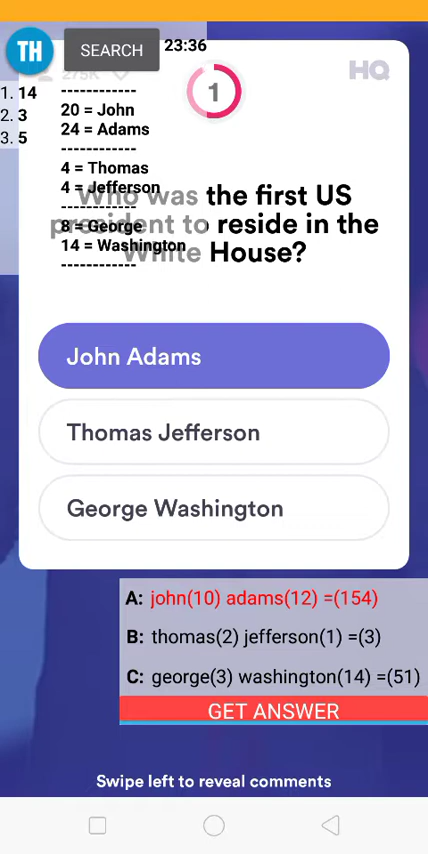 TH
SEARCH
23:36
275K
HQ
1. 14
2. 3
3. 5
------------
20 = John
24 = Adams
------------
4 = Thomas
4 = Jefferson
------------
8 = George
14 = Washington
------------
1
Who was the first US
president to reside in the
White House?
John Adams
Thomas Jefferson
George Washington
A: john(10) adams(12) =(154)
B: thomas(2) jefferson(1) =(3)
C: george(3) washington(14) =(51)
GET ANSWER
Swipe left to reveal comments